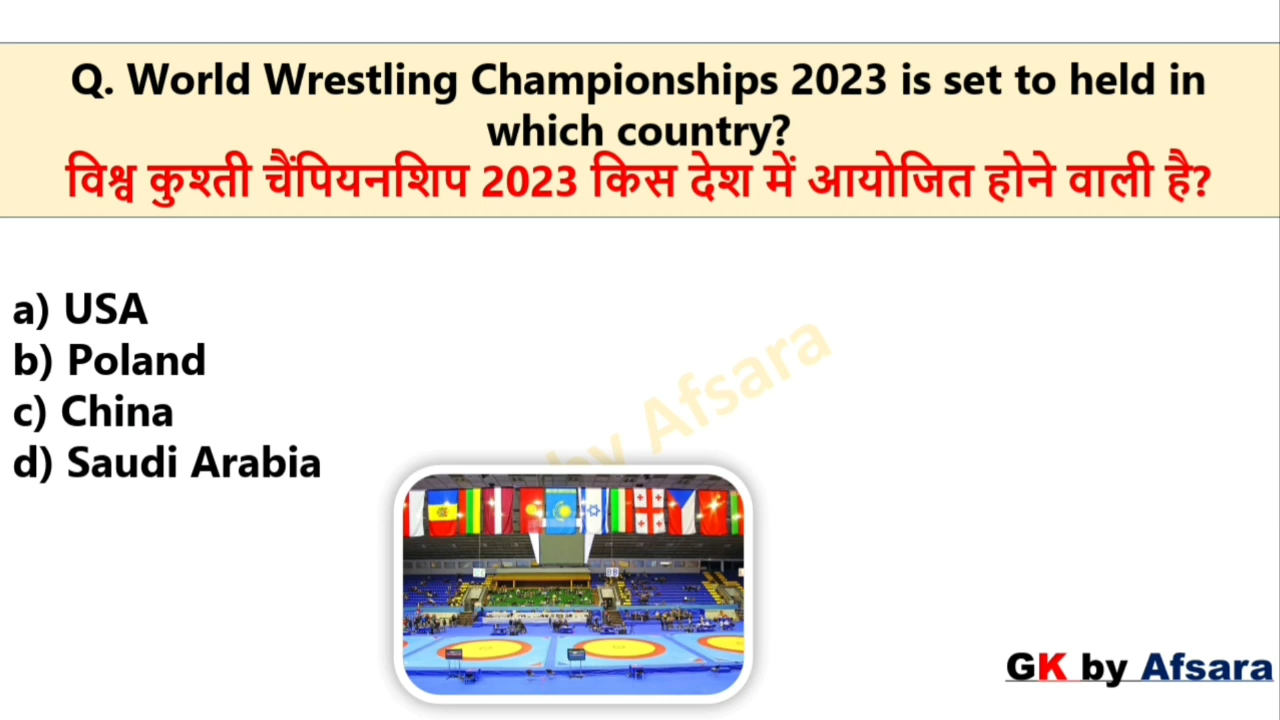 Q. World Wrestling Championships 2023 is set to held in
which country?
विश्व कुश्ती चैंपियनशिप 2023 किस देश में आयोजित होने वाली है?
a) USA
b) Poland
c) China
d) Saudi Arabia
by Afsara
GK by Afsara